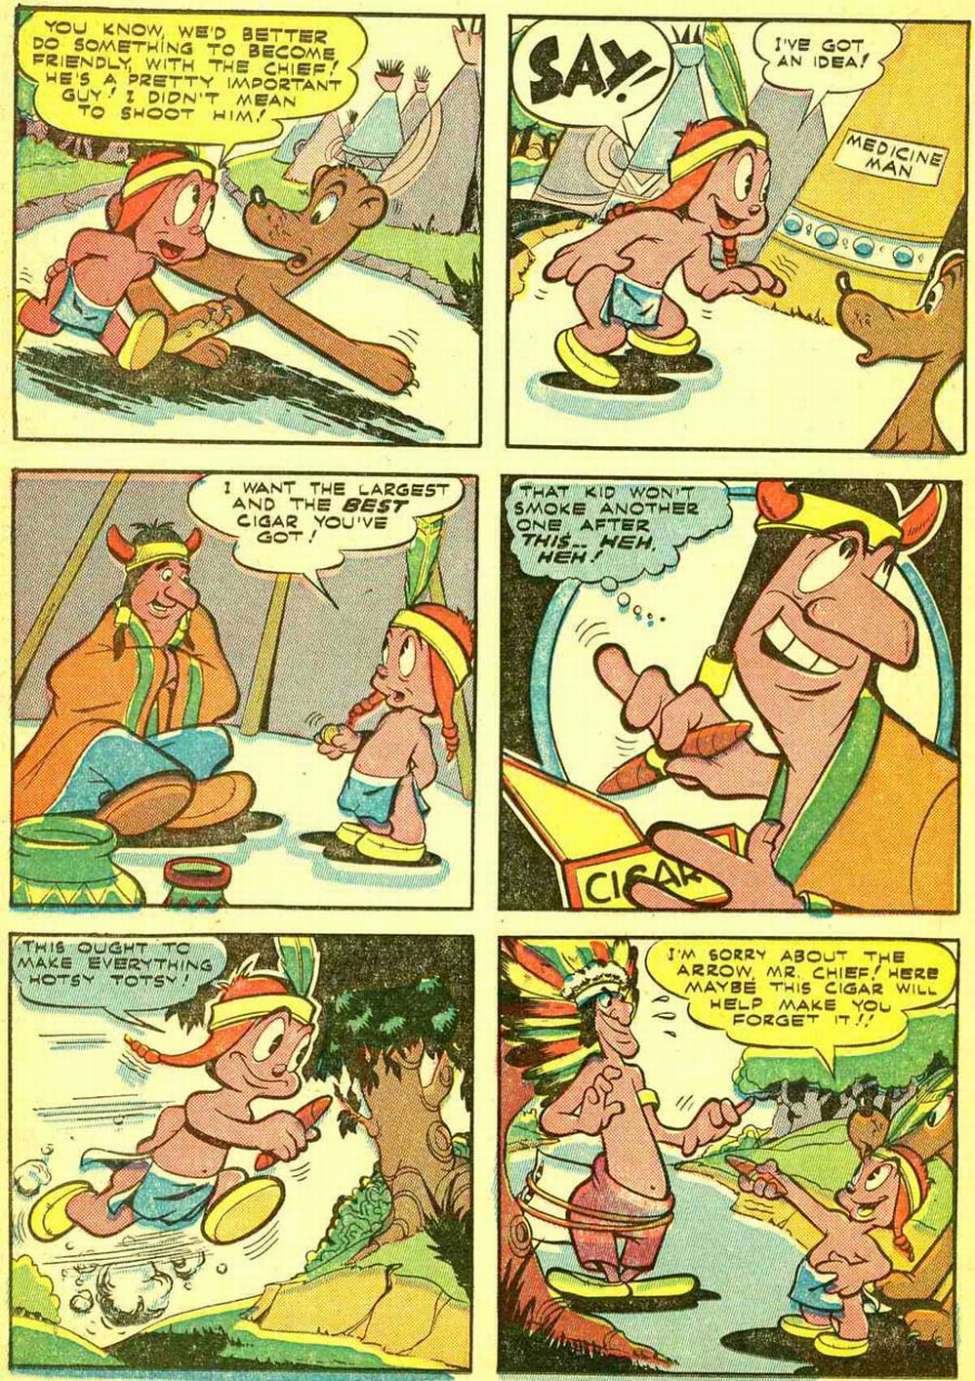 YOU KNOW, WE'D BETTER
DO SOMETHING TO BECOME
FRIENDLY, WITH THE CHIEF!
HE'S A PRETTY IMPORTANT
GUY! I DIDN'T MEAN
TO SHOOT HIM!
SAY!
I'VE GOT
AN IDEA!
MEDICINE
MAN
I WANT THE LARGEST
AND THE BEST
CIGAR YOU'VE
GOT!
THAT KID WON'T
SMOKE ANOTHER
ONE, AFTER
THIS... HEH,
HEH!
CIGAR
THIS OUGHT TO
MAKE EVERYTHING
HOTSY TOTSY!
I'M SORRY ABOUT THE
ARROW, MR. CHIEF! HERE
MAYBE THIS CIGAR WILL
HELP MAKE YOU
FORGET IT!!